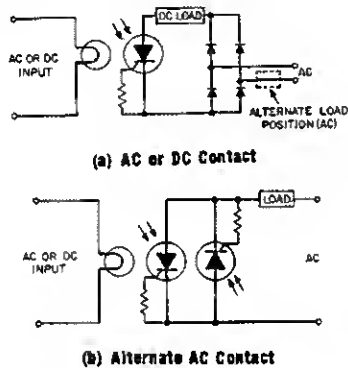 DC LOAD
AC OR DC
INPUT
AC
ALTERNATE LOAD
POSITION (AC)
(a) AC or DC Contact
LOAD
AC OR DC
INPUT
AC
(b) Alternate AC Contact